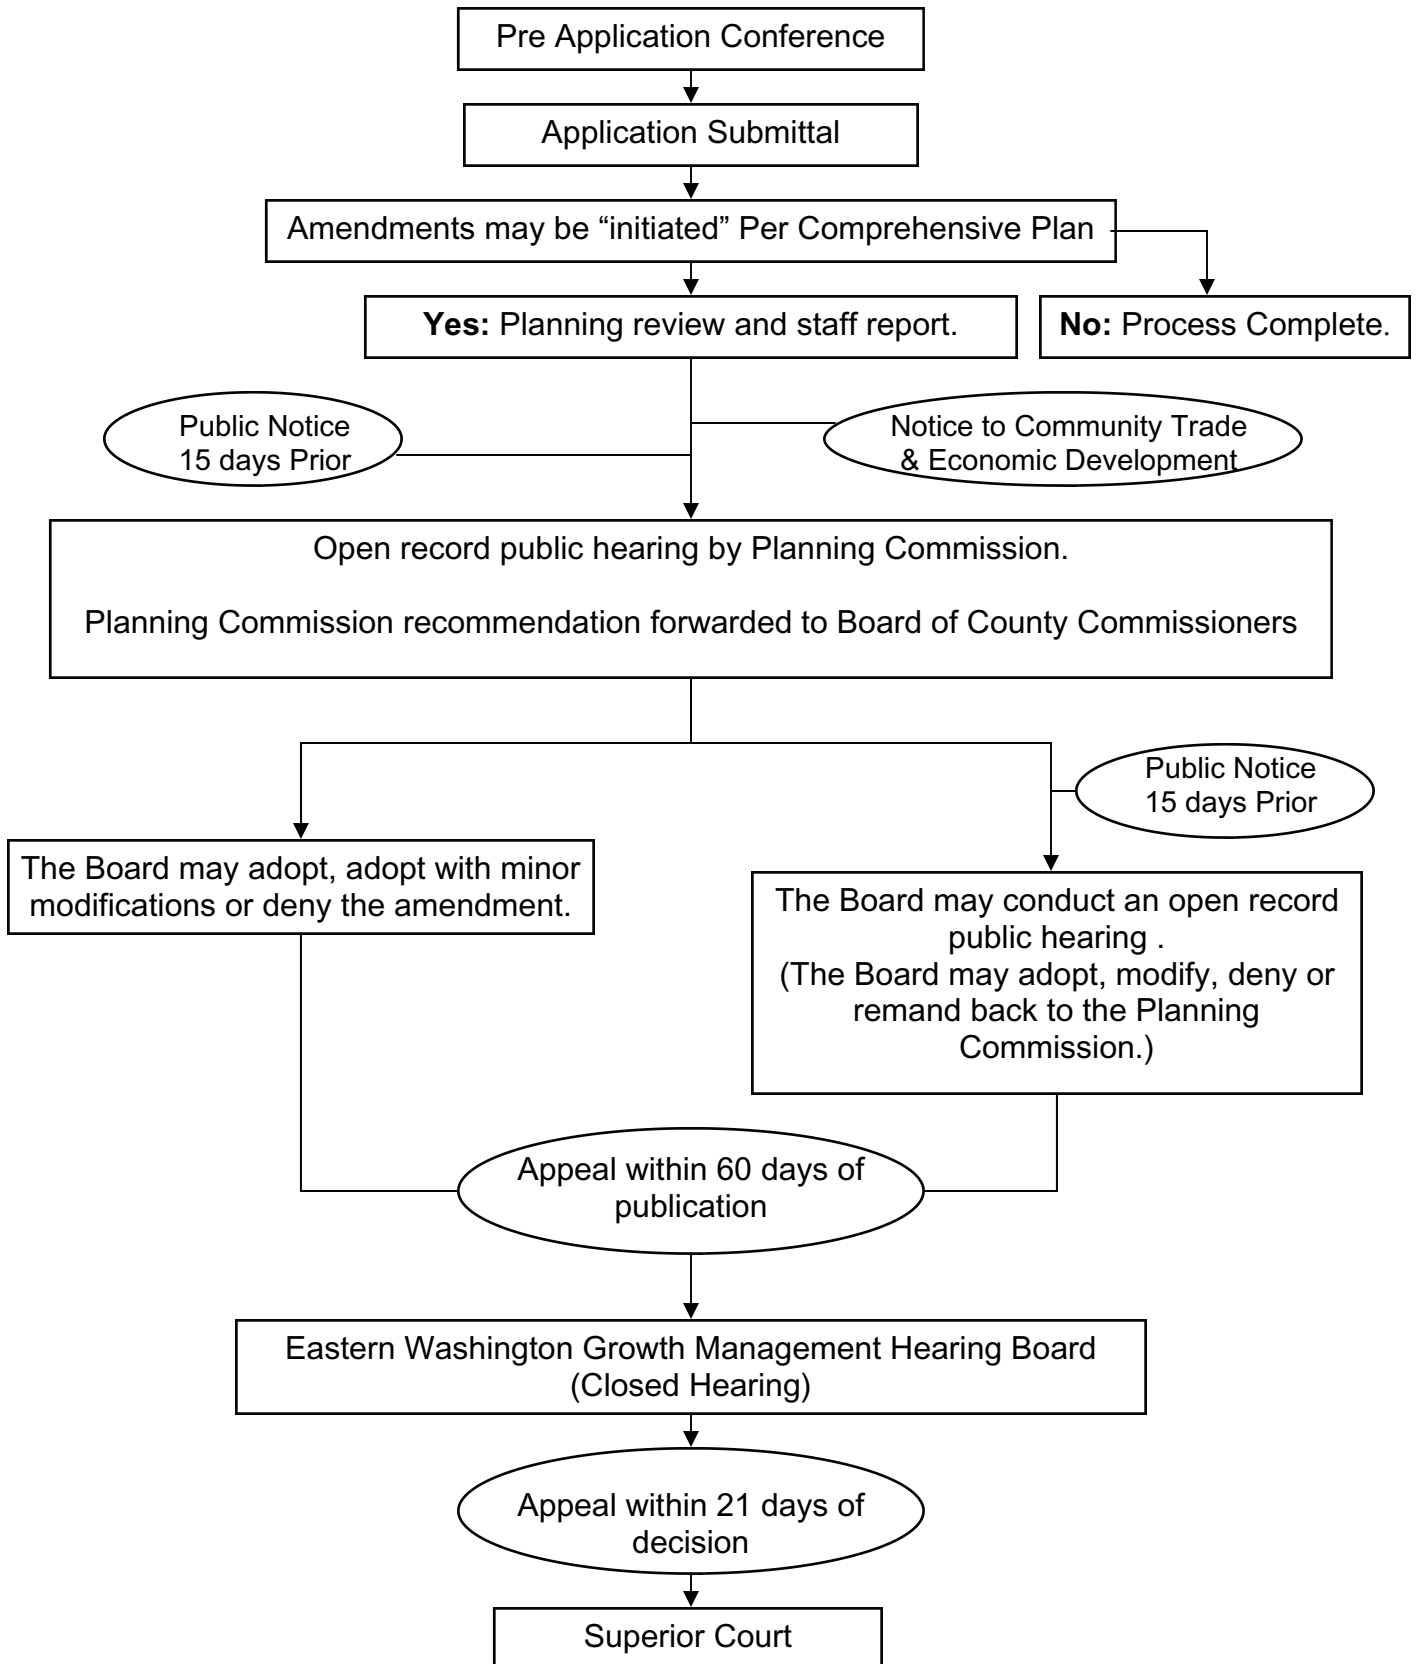 Pre Application Conference
Application Submittal
Amendments may be “initiated” Per Comprehensive Plan
Yes: Planning review and staff report.
No: Process Complete.
Public Notice
15 days Prior
Notice to Community Trade
& Economic Development
Open record public hearing by Planning Commission.
Planning Commission recommendation forwarded to Board of County Commissioners
Public Notice
15 days Prior
The Board may adopt, adopt with minor
modifications or deny the amendment.
The Board may conduct an open record
public hearing .
(The Board may adopt, modify, deny or
remand back to the Planning
Commission.)
Appeal within 60 days of
publication
Eastern Washington Growth Management Hearing Board
(Closed Hearing)
Appeal within 21 days of
decision
Superior Court